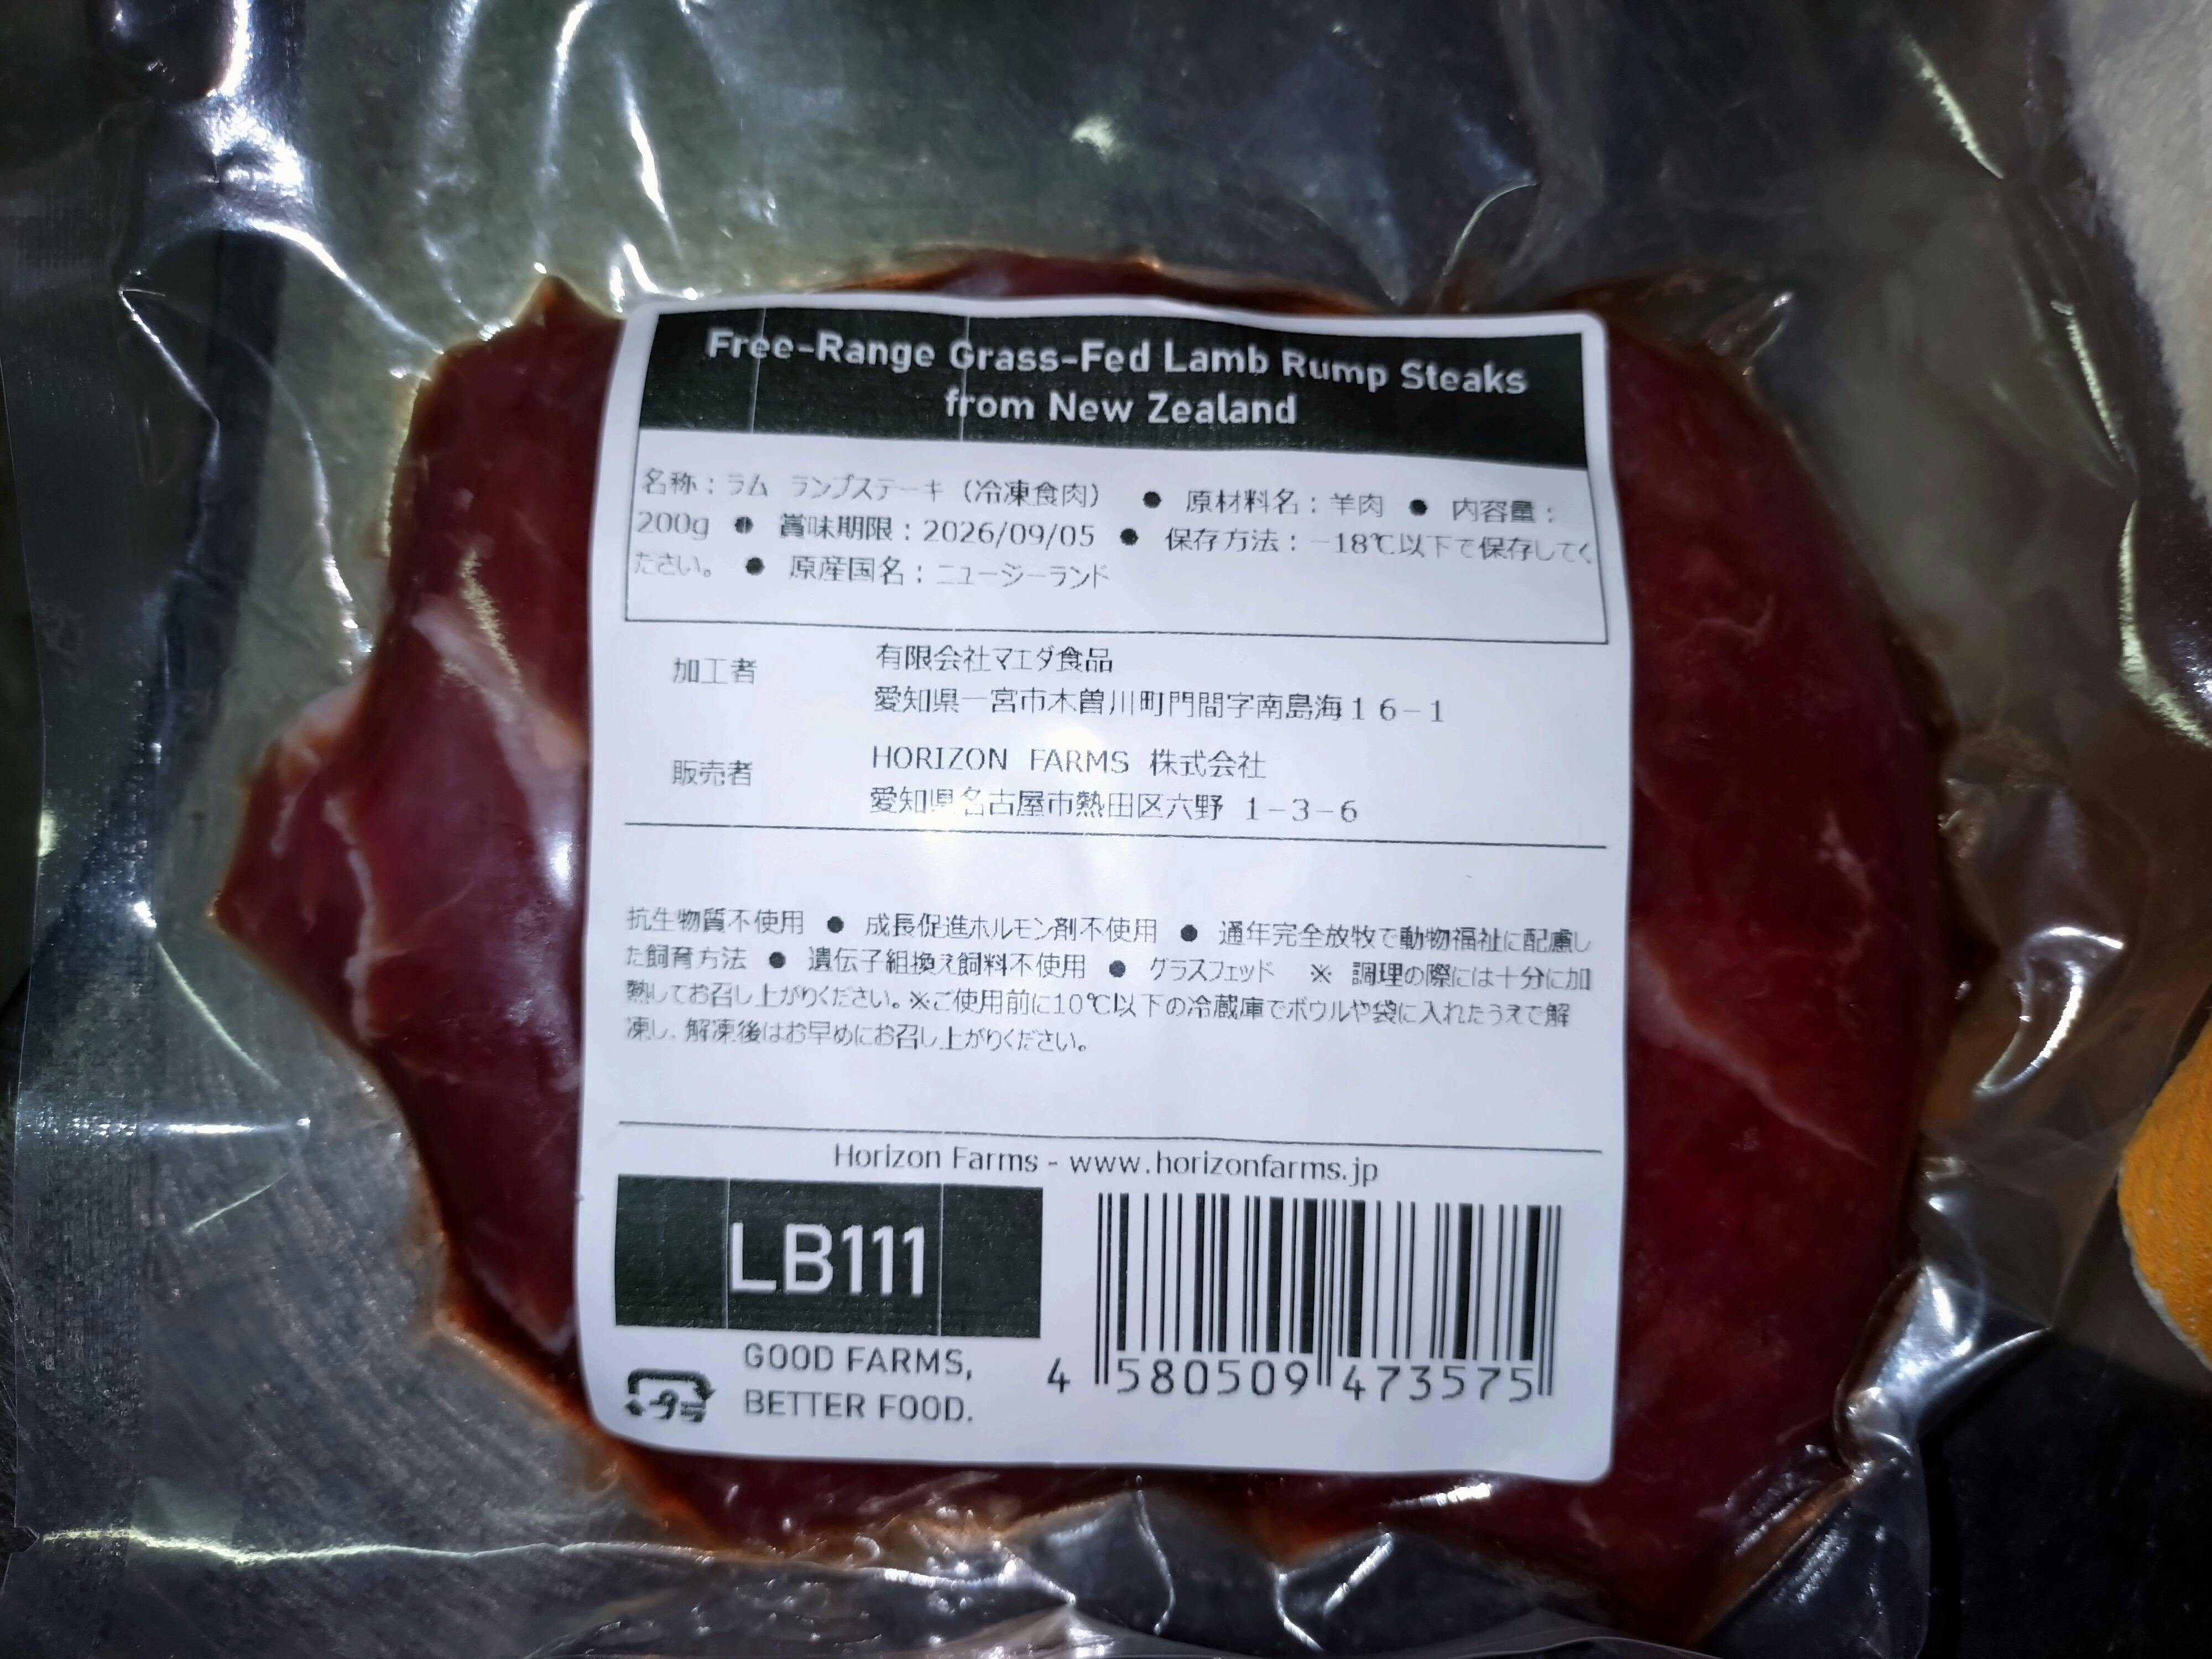 Free-Range Grass-Fed Lamb Rump Steaks
from New Zealand
名称：ラム ランプステーキ（冷凍食肉） ● 原材料名：羊肉 ● 内容量：
200g ● 賞味期限：2026/09/05 ● 保存方法：－18℃以下で保存してく
ださい。 ● 原産国名：ニュージーランド
加工者 有限会社マエダ食品
愛知県一宮市木曽川町門間字南島海１６－１
販売者 HORIZON FARMS 株式会社
愛知県名古屋市熱田区六野 １－３－６
抗生物質不使用 ● 成長促進ホルモン剤不使用 ● 通年完全放牧で動物福祉に配慮し
た飼育方法 ● 遺伝子組換え飼料不使用 ● グラスフェッド ※ 調理の際には十分に加
熱してお召し上がりください。※ご使用前に10℃以下の冷蔵庫でボウルや袋に入れたうえで解
凍し、解凍後はお早めにお召し上がりください。
Horizon Farms - www.horizonfarms.jp
LB111
GOOD FARMS,
BETTER FOOD.
プラ
4 580509 473575